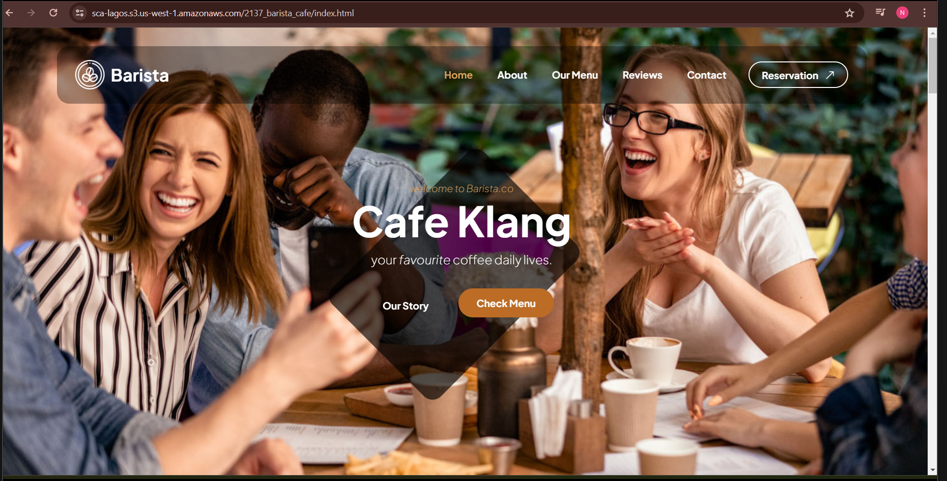 sca-lagos.s3.us-west-1.amazonaws.com/2137_barista_cafe/index.html
N
Barista
Home About Our Menu Reviews Contact Reservation
welcome to Barista.co
Cafe Klang
your favourite coffee daily lives.
Our Story Check Menu